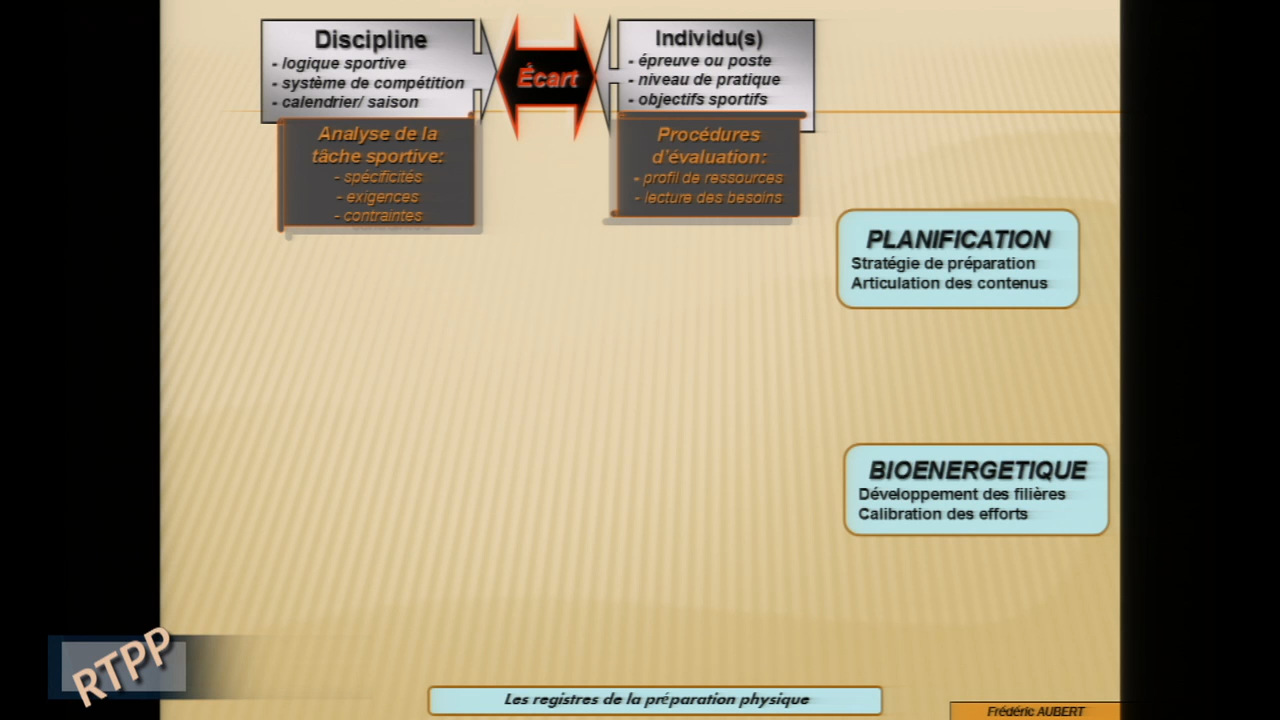 Discipline
- logique sportive
- système de compétition
- calendrier/ saison
Écart
Individu(s)
- épreuve ou poste
- niveau de pratique
- objectifs sportifs
Analyse de la
tâche sportive:
- spécificités
- exigences
- contraintes
Procédures
d'évaluation:
- profil de ressources
- lecture des besoins
PLANIFICATION
Stratégie de préparation
Articulation des contenus
BIOENERGETIQUE
Développement des filières
Calibration des efforts
RTPP
Les registres de la préparation physique
Frédéric AUBERT